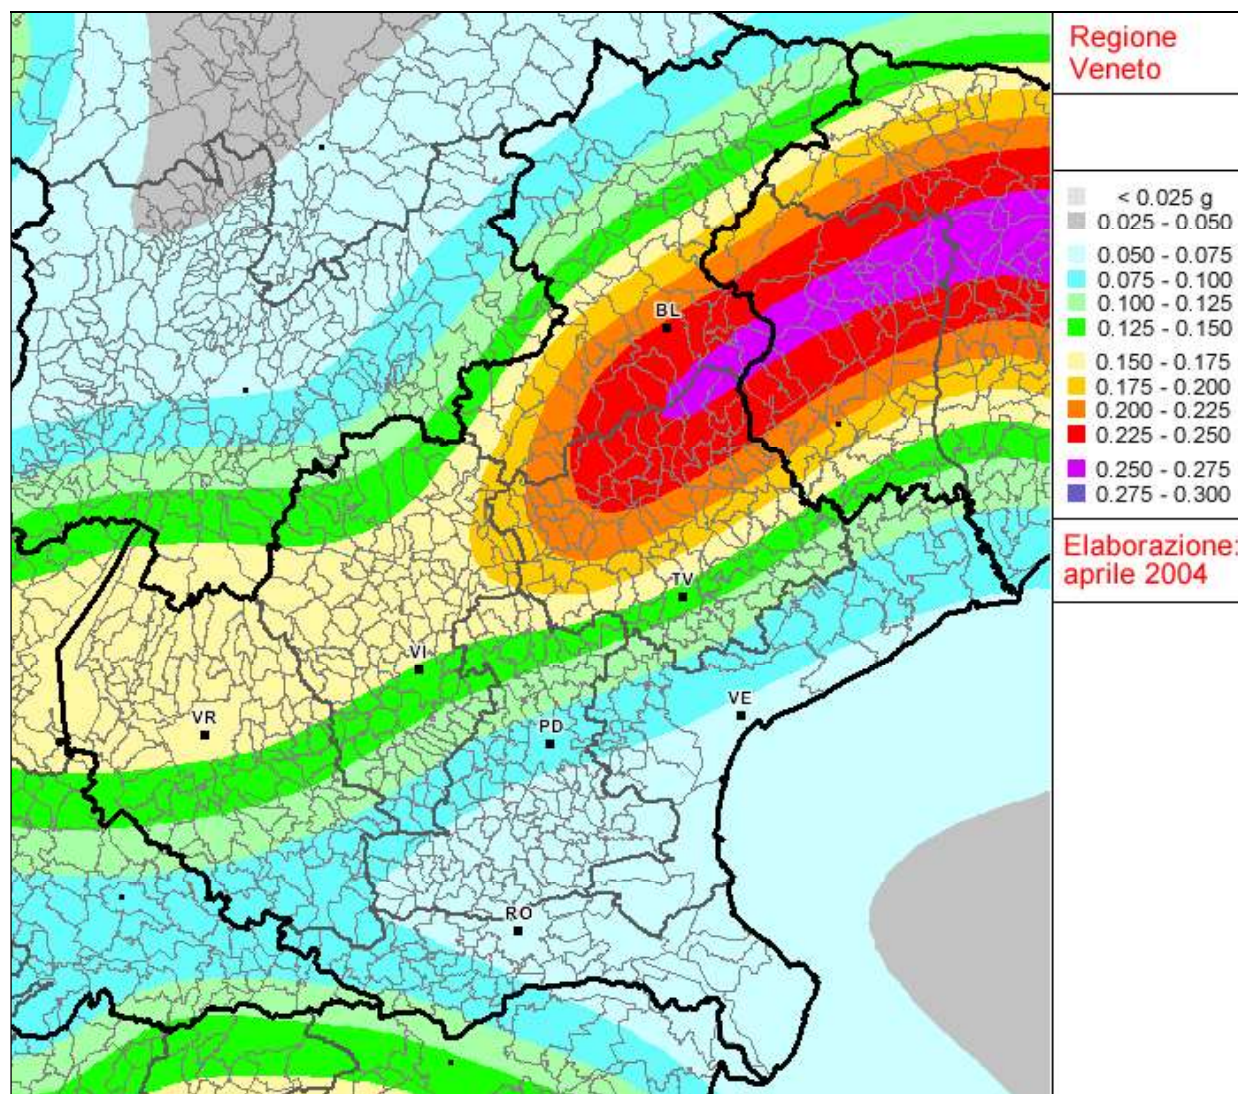 Regione
Veneto
< 0.025 g
0.025 - 0.050
0.050 - 0.075
0.075 - 0.100
0.100 - 0.125
0.125 - 0.150
0.150 - 0.175
0.175 - 0.200
0.200 - 0.225
0.225 - 0.250
0.250 - 0.275
0.275 - 0.300
Elaborazione:
aprile 2004
BL
TV
VI
VE
VR
PD
RO